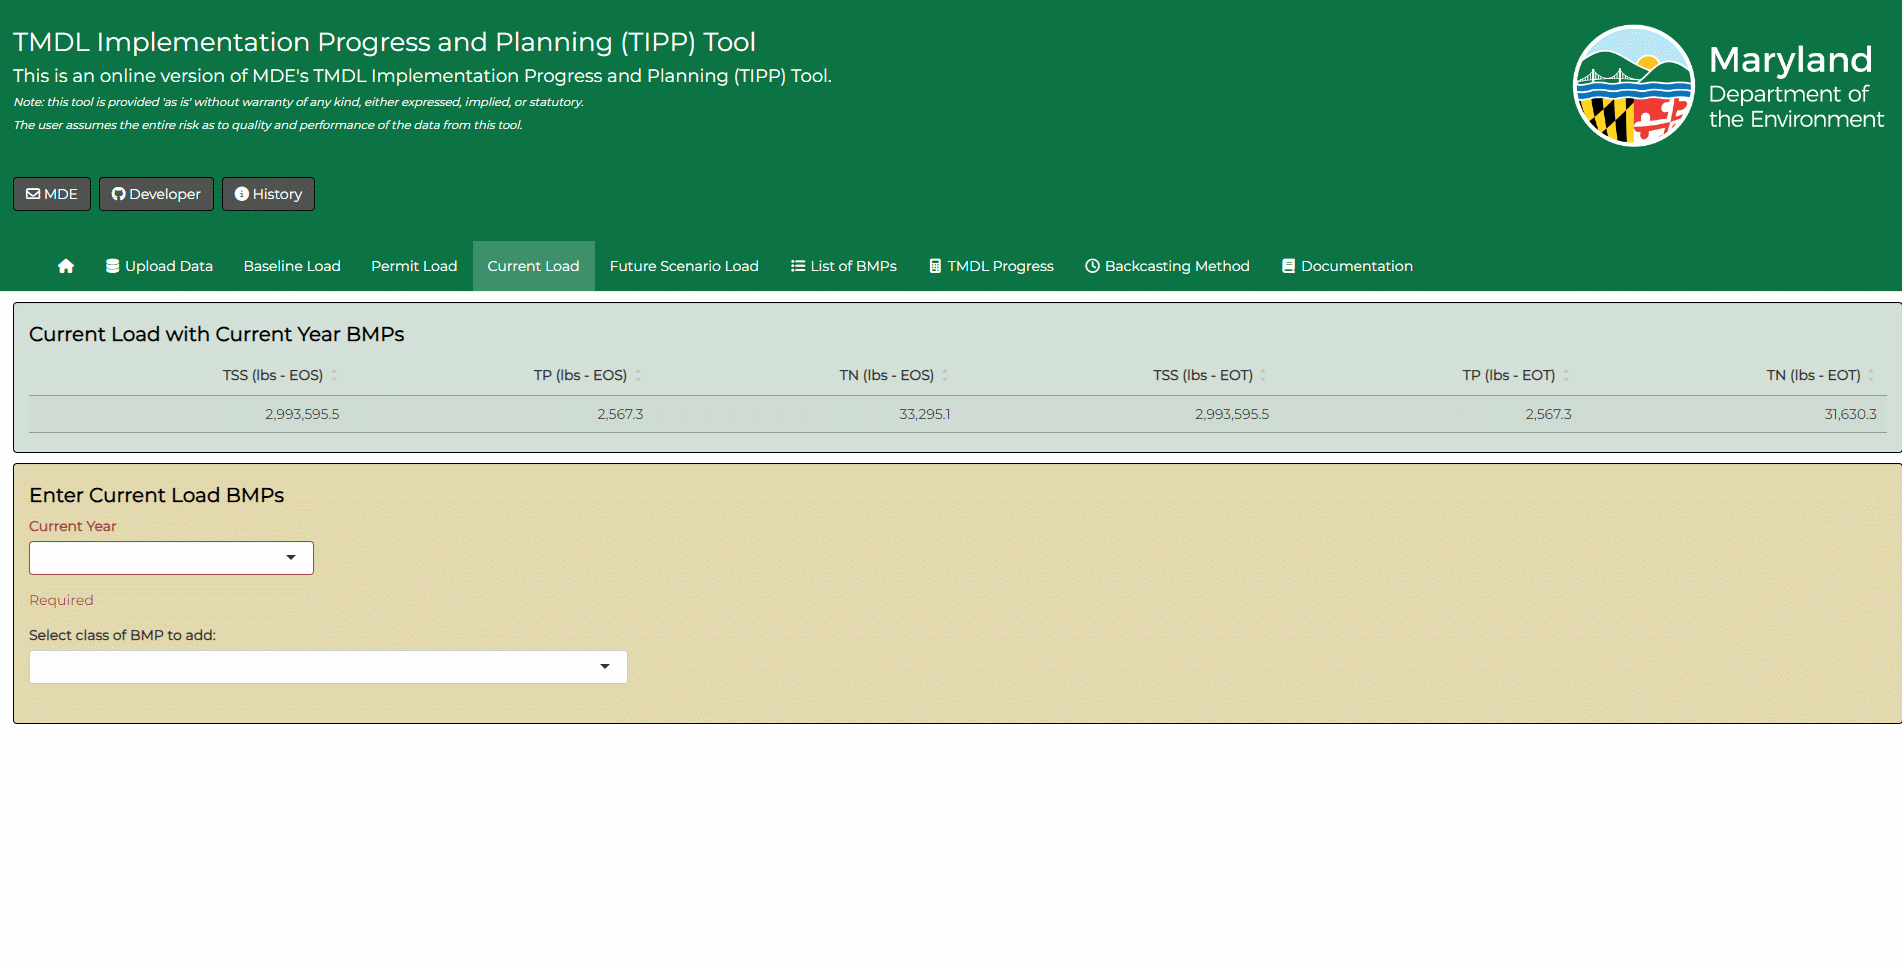 TMDL Implementation Progress and Planning (TIPP) Tool
This is an online version of MDE's TMDL Implementation Progress and Planning (TIPP) Tool.
Note: this tool is provided 'as is' without warranty of any kind, either expressed, implied, or statutory.
The user assumes the entire risk as to quality and performance of the data from this tool.
Maryland
Department of
the Environment
MDE Developer History
Upload Data Baseline Load Permit Load Current Load Future Scenario Load List of BMPs TMDL Progress Backcasting Method Documentation
Current Load with Current Year BMPs
TSS (lbs - EOS) TP (lbs - EOS) TN (lbs - EOS) TSS (lbs - EOT) TP (lbs - EOT) TN (lbs - EOT)
2,993,595.5 2,567.3 33,295.1 2,993,595.5 2,567.3 31,630.3
Enter Current Load BMPs
Current Year
Required
Select class of BMP to add: